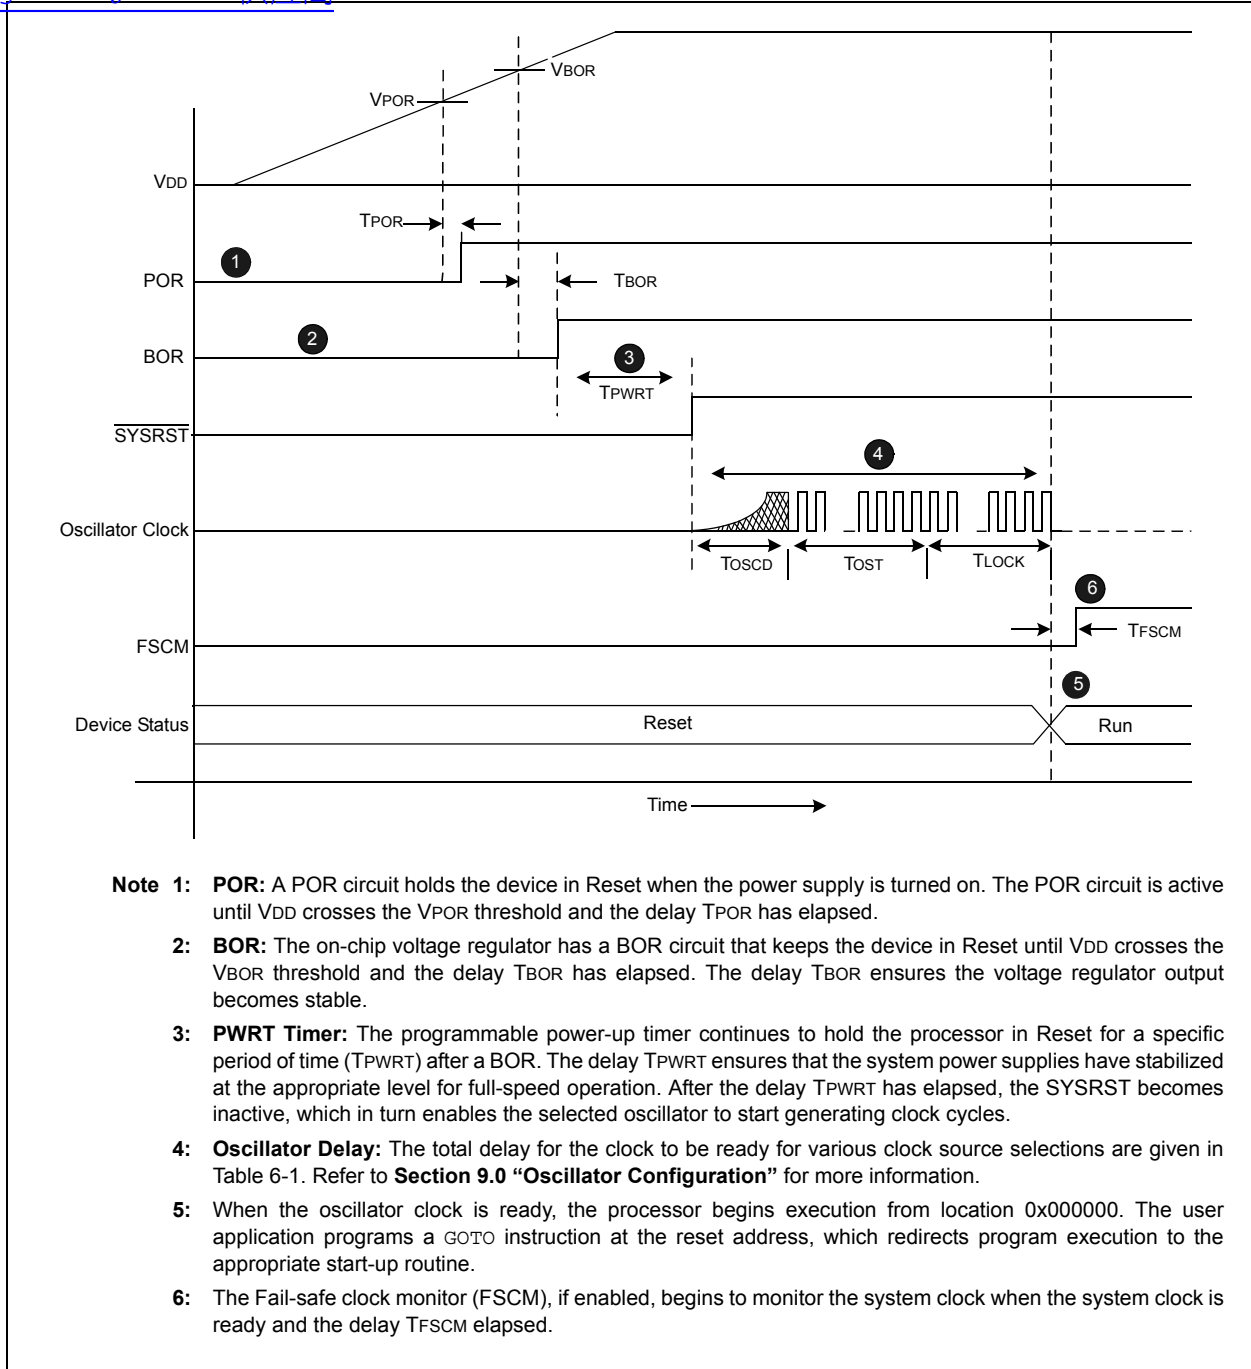 VBOR
VPOR
VDD
TPOR
1
POR
TBOR
2
BOR
3
TPWRT
SYSRST
4
Oscillator Clock
TOSCD
TOST
TLOCK
6
FSCM
TFSCM
5
Device Status
Reset
Run
Time
Note 1: POR: A POR circuit holds the device in Reset when the power supply is turned on. The POR circuit is active
until VDD crosses the VPOR threshold and the delay TPOR has elapsed.
2: BOR: The on-chip voltage regulator has a BOR circuit that keeps the device in Reset until VDD crosses the
VBOR threshold and the delay TBOR has elapsed. The delay TBOR ensures the voltage regulator output
becomes stable.
3: PWRT Timer: The programmable power-up timer continues to hold the processor in Reset for a specific
period of time (TPWRT) after a BOR. The delay TPWRT ensures that the system power supplies have stabilized
at the appropriate level for full-speed operation. After the delay TPWRT has elapsed, the SYSRST becomes
inactive, which in turn enables the selected oscillator to start generating clock cycles.
4: Oscillator Delay: The total delay for the clock to be ready for various clock source selections are given in
Table 6-1. Refer to Section 9.0 “Oscillator Configuration” for more information.
5: When the oscillator clock is ready, the processor begins execution from location 0x000000. The user
application programs a GOTO instruction at the reset address, which redirects program execution to the
appropriate start-up routine.
6: The Fail-safe clock monitor (FSCM), if enabled, begins to monitor the system clock when the system clock is
ready and the delay TFSCM elapsed.